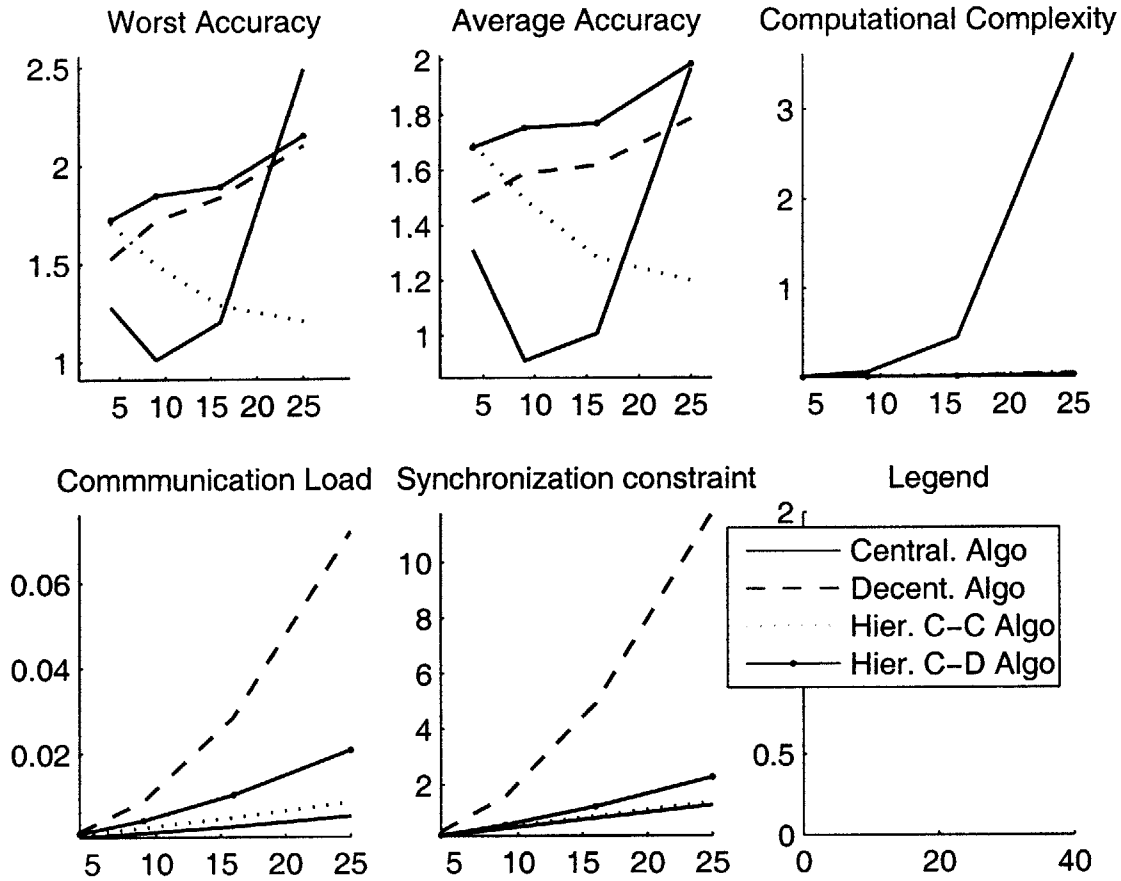 Worst Accuracy
2.5
2
1.5
1
5 10 15 20 25
Average Accuracy
2
1.8
1.6
1.4
1.2
1
5 10 15 20 25
Computational Complexity
3
2
1
5 10 15 20 25
Commmunication Load
0.06
0.04
0.02
5 10 15 20 25
Synchronization constraint
10
8
6
4
2
5 10 15 20 25
Legend
2
Central. Algo
Decent. Algo
Hier. C-C Algo
Hier. C-D Algo
0.5
0
0 20 40